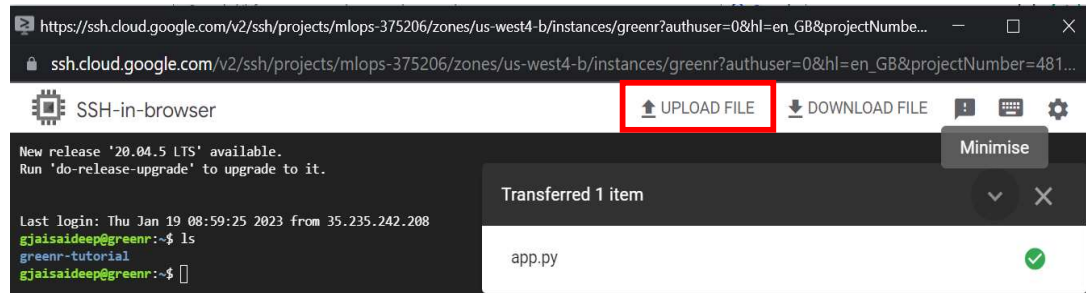 https://ssh.cloud.google.com/v2/ssh/projects/mlops-375206/zones/us-west4-b/instances/greenr?authuser=0&hl=en_GB&projectNumbe...
ssh.cloud.google.com/v2/ssh/projects/mlops-375206/zones/us-west4-b/instances/greenr?authuser=0&hl=en_GB&projectNumber=481...
SSH-in-browser
UPLOAD FILE
DOWNLOAD FILE
Minimise
New release '20.04.5 LTS' available.
Run 'do-release-upgrade' to upgrade to it.
Transferred 1 item
Last login: Thu Jan 19 08:59:25 2023 from 35.235.242.208
gjaisaideep@greenr:~$ ls
greenr-tutorial
gjaisaideep@greenr:~$
app.py